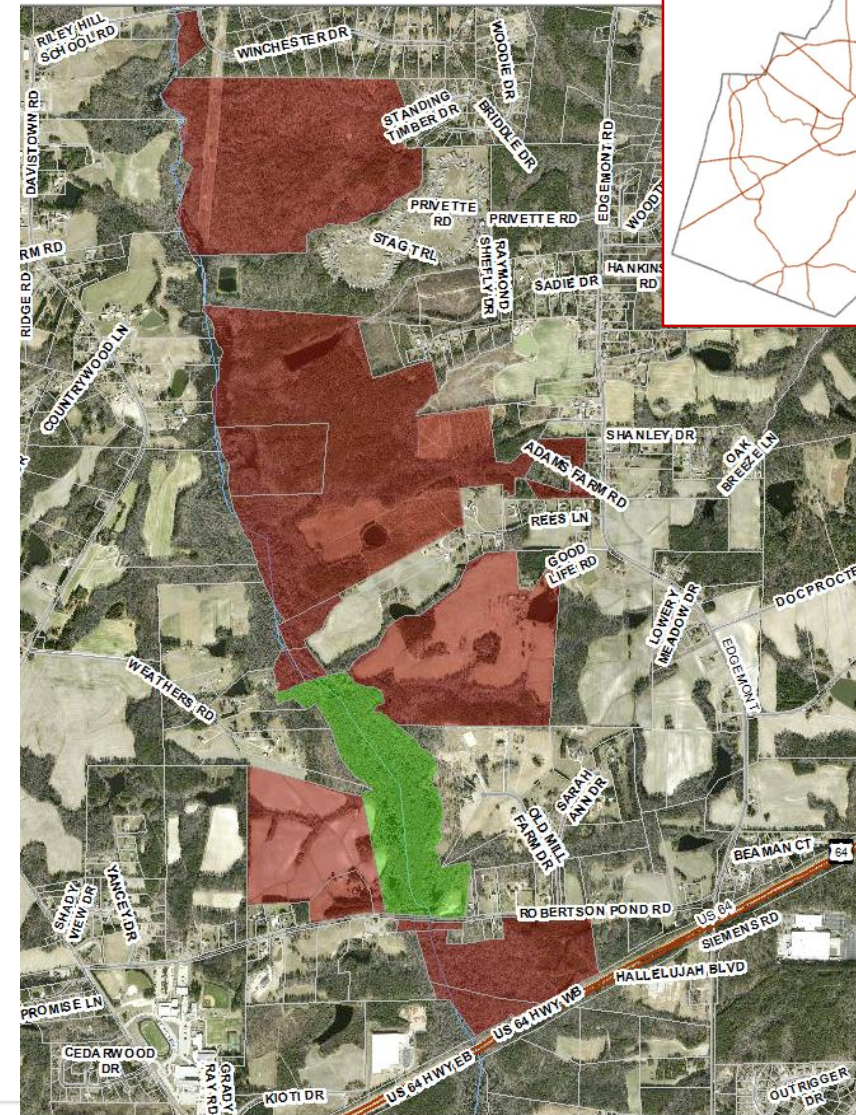 RILEY HILL
SCHOOL RD
WINCHESTER DR
WOODIE DR
DAVISTOWN RD
STANDING
TIMBER DR
BRIDDLE DR
EDGEMONT RD
PRIVETTE
RD
PRIVETTE RD
STAG TRL
RAYMOND
SHIEFLY DR
SADIE DR
HANKINS
RD
RM RD
RIDGE RD
COUNTRYWOOD LN
SHANLEY DR
OAK
BREEZE LN
ADAMS FARM RD
REES LN
GOOD
LIFE RD
LOWERY
MEADOW DR
DOC PROCTE
EDGEMONT
WEATHERS RD
SARAH
ANN DR
OLD MILL
FARM DR
BEAMAN CT
64
SHADY
VIEW DR
YANCEY DR
ROBERTSON POND RD
US 64
SIEMENS RD
HALLELUJAH BLVD
US 64 HWY WB
US 64 HWY EB
PROMISE LN
CEDARWOOD
DR
GRADY
RAY RD
KIOTI DR
OUTRIGGER
DR